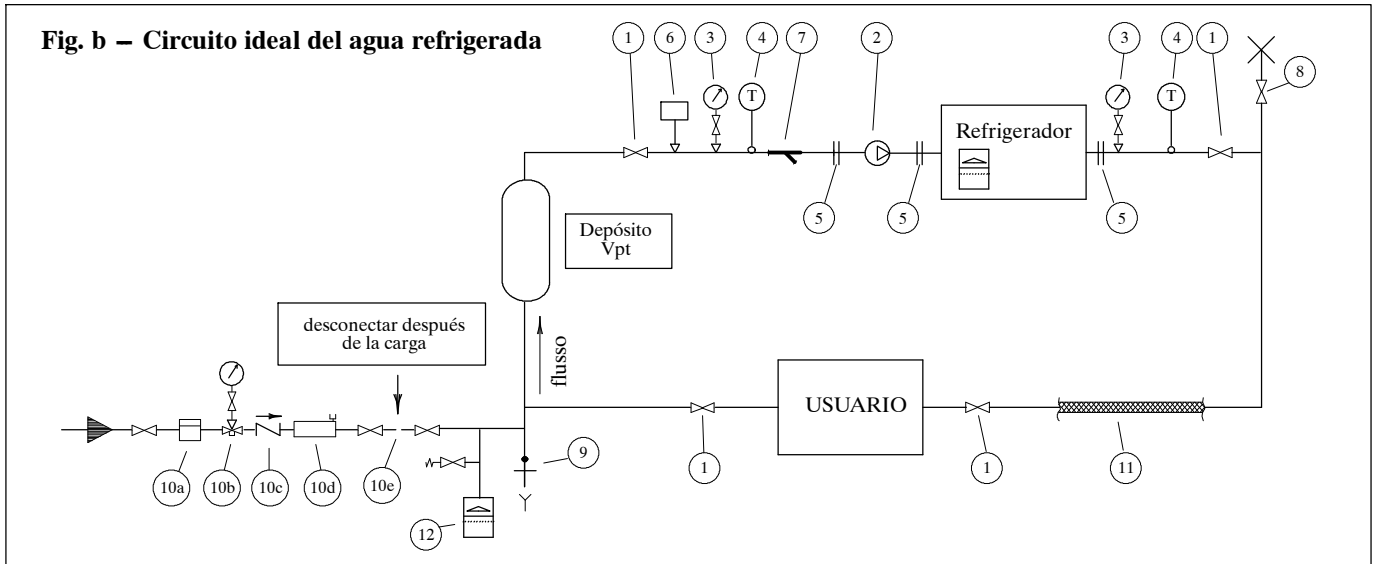 Fig. b – Circuito ideal del agua refrigerada
1 6 3 4 7 2 3 4 1
8
T T
Refrigerador
5 5 5
Depósito
Vpt
desconectar después
de la carga
flusso
USUARIO
10a 10b 10c 10d 10e 9 1 1 11
12